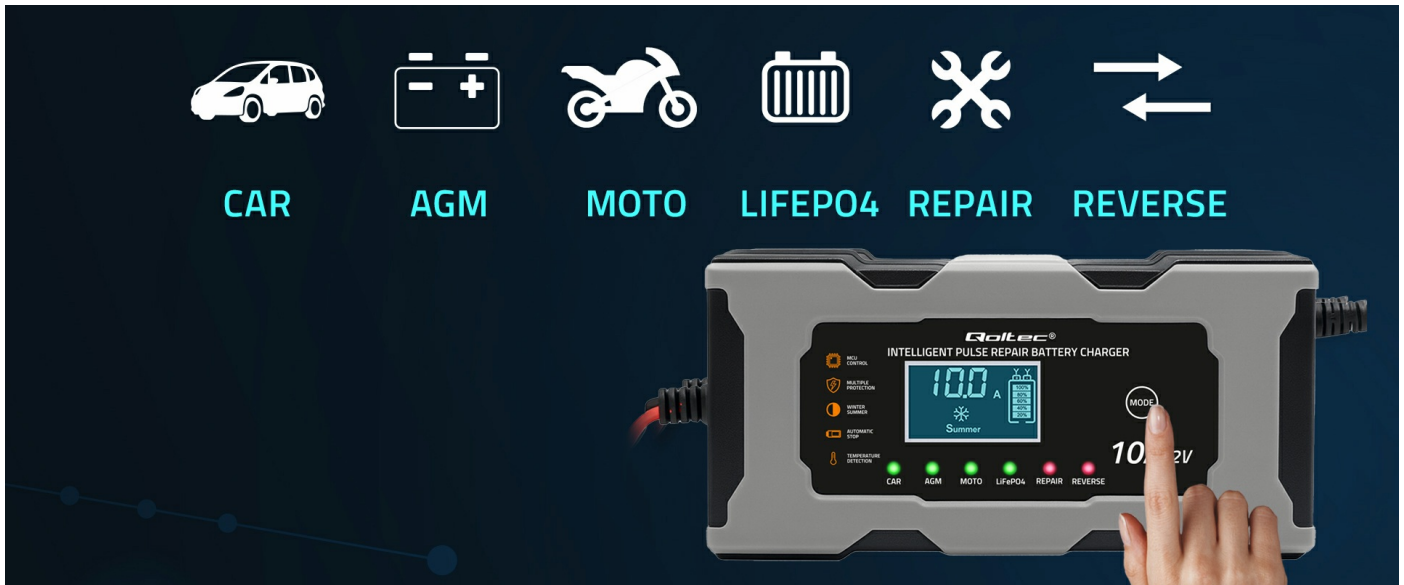 CAR AGM MOTO LIFEPO4 REPAIR REVERSE
Qoltec®
INTELLIGENT PULSE REPAIR BATTERY CHARGER
MCU
CONTROL
MULTIPLE
PROTECTION
WINTER
SUMMER
AUTOMATIC
STOP
TEMPERATURE
DETECTION
10.0 A
100%
80%
60%
40%
20%
Summer
MODE
CAR AGM MOTO LiFePO4 REPAIR REVERSE